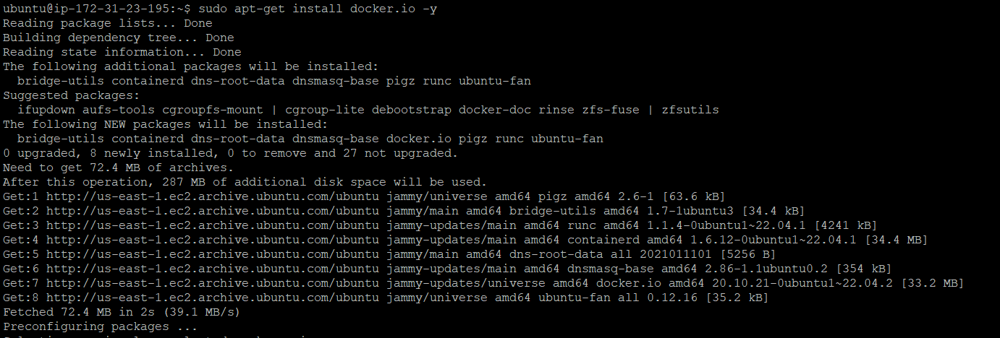 ubuntu@ip-172-31-23-195:~$ sudo apt-get install docker.io -y
Reading package lists... Done
Building dependency tree... Done
Reading state information... Done
The following additional packages will be installed:
  bridge-utils containerd dns-root-data dnsmasq-base pigz runc ubuntu-fan
Suggested packages:
  ifupdown aufs-tools cgroupfs-mount | cgroup-lite debootstrap docker-doc rinse zfs-fuse | zfsutils
The following NEW packages will be installed:
  bridge-utils containerd dns-root-data dnsmasq-base docker.io pigz runc ubuntu-fan
0 upgraded, 8 newly installed, 0 to remove and 27 not upgraded.
Need to get 72.4 MB of archives.
After this operation, 287 MB of additional disk space will be used.
Get:1 http://us-east-1.ec2.archive.ubuntu.com/ubuntu jammy/universe amd64 pigz amd64 2.6-1 [63.6 kB]
Get:2 http://us-east-1.ec2.archive.ubuntu.com/ubuntu jammy/main amd64 bridge-utils amd64 1.7-1ubuntu3 [34.4 kB]
Get:3 http://us-east-1.ec2.archive.ubuntu.com/ubuntu jammy-updates/main amd64 runc amd64 1.1.4-0ubuntu1~22.04.1 [4241 kB]
Get:4 http://us-east-1.ec2.archive.ubuntu.com/ubuntu jammy-updates/main amd64 containerd amd64 1.6.12-0ubuntu1~22.04.1 [34.4 MB]
Get:5 http://us-east-1.ec2.archive.ubuntu.com/ubuntu jammy/main amd64 dns-root-data all 2021011101 [5256 B]
Get:6 http://us-east-1.ec2.archive.ubuntu.com/ubuntu jammy-updates/main amd64 dnsmasq-base amd64 2.86-1.1ubuntu0.2 [354 kB]
Get:7 http://us-east-1.ec2.archive.ubuntu.com/ubuntu jammy-updates/universe amd64 docker.io amd64 20.10.21-0ubuntu1~22.04.2 [33.2 MB]
Get:8 http://us-east-1.ec2.archive.ubuntu.com/ubuntu jammy/universe amd64 ubuntu-fan all 0.12.16 [35.2 kB]
Fetched 72.4 MB in 2s (39.1 MB/s)
Preconfiguring packages ...